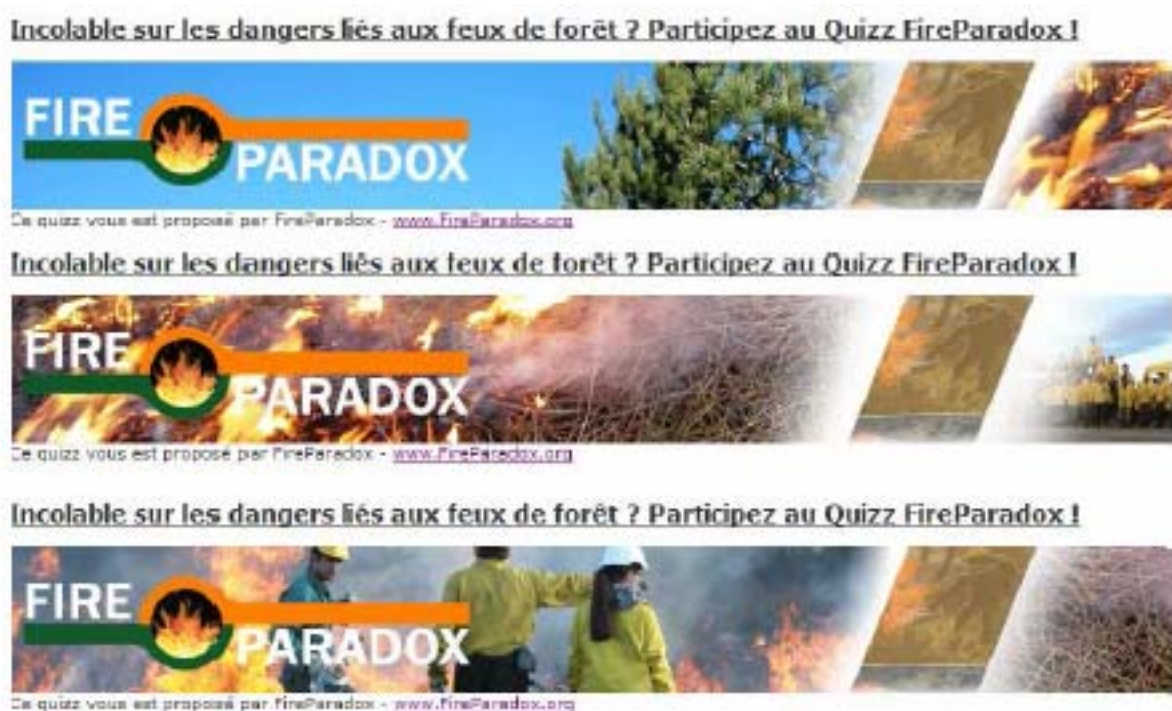 Incolable sur les dangers liés aux feux de forêt ? Participez au Quizz FireParadox !
FIRE
PARADOX
Ce quizz vous est proposé par FireParadox - www.FireParadox.org
Incolable sur les dangers liés aux feux de forêt ? Participez au Quizz FireParadox !
FIRE
PARADOX
Ce quizz vous est proposé par FireParadox - www.FireParadox.org
Incolable sur les dangers liés aux feux de forêt ? Participez au Quizz FireParadox !
FIRE
PARADOX
Ce quizz vous est proposé par FireParadox - www.FireParadox.org